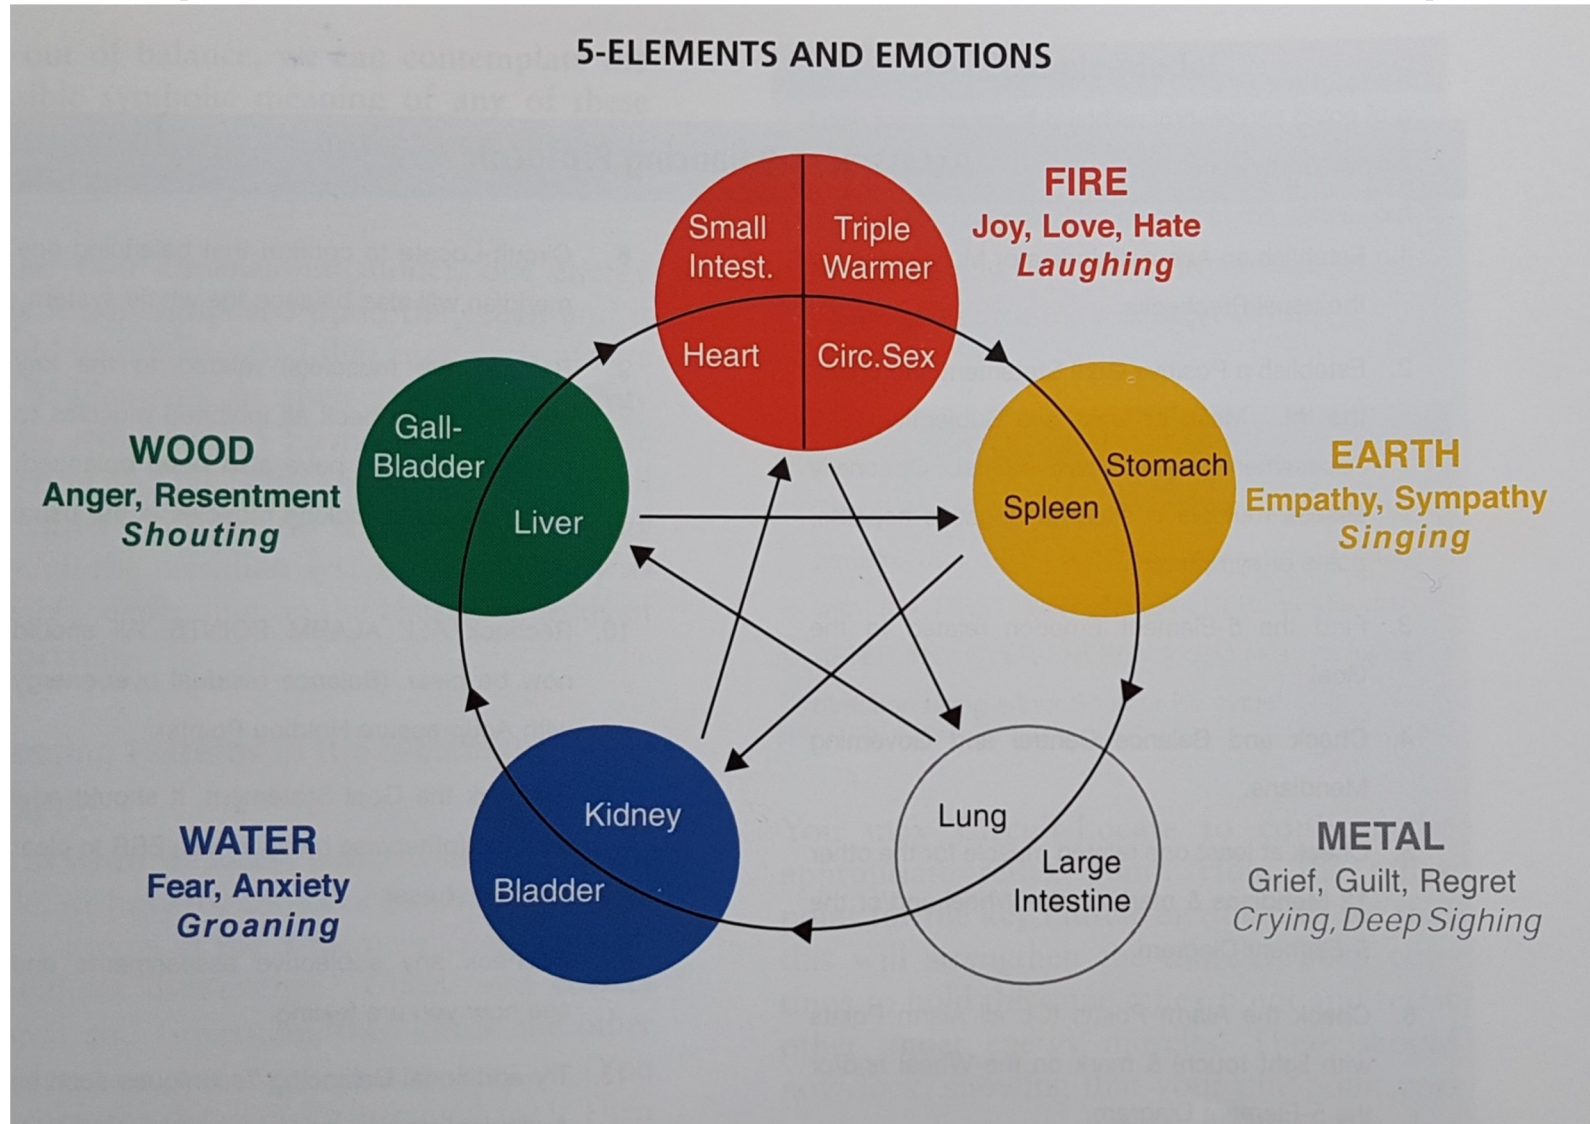 5-ELEMENTS AND EMOTIONS
FIRE
Joy, Love, Hate
Laughing
Small
Intest.
Triple
Warmer
Heart
Circ.Sex
WOOD
Anger, Resentment
Shouting
Gall-
Bladder
Liver
Stomach
Spleen
EARTH
Empathy, Sympathy
Singing
WATER
Fear, Anxiety
Groaning
Kidney
Bladder
Lung
Large
Intestine
METAL
Grief, Guilt, Regret
Crying, Deep Sighing